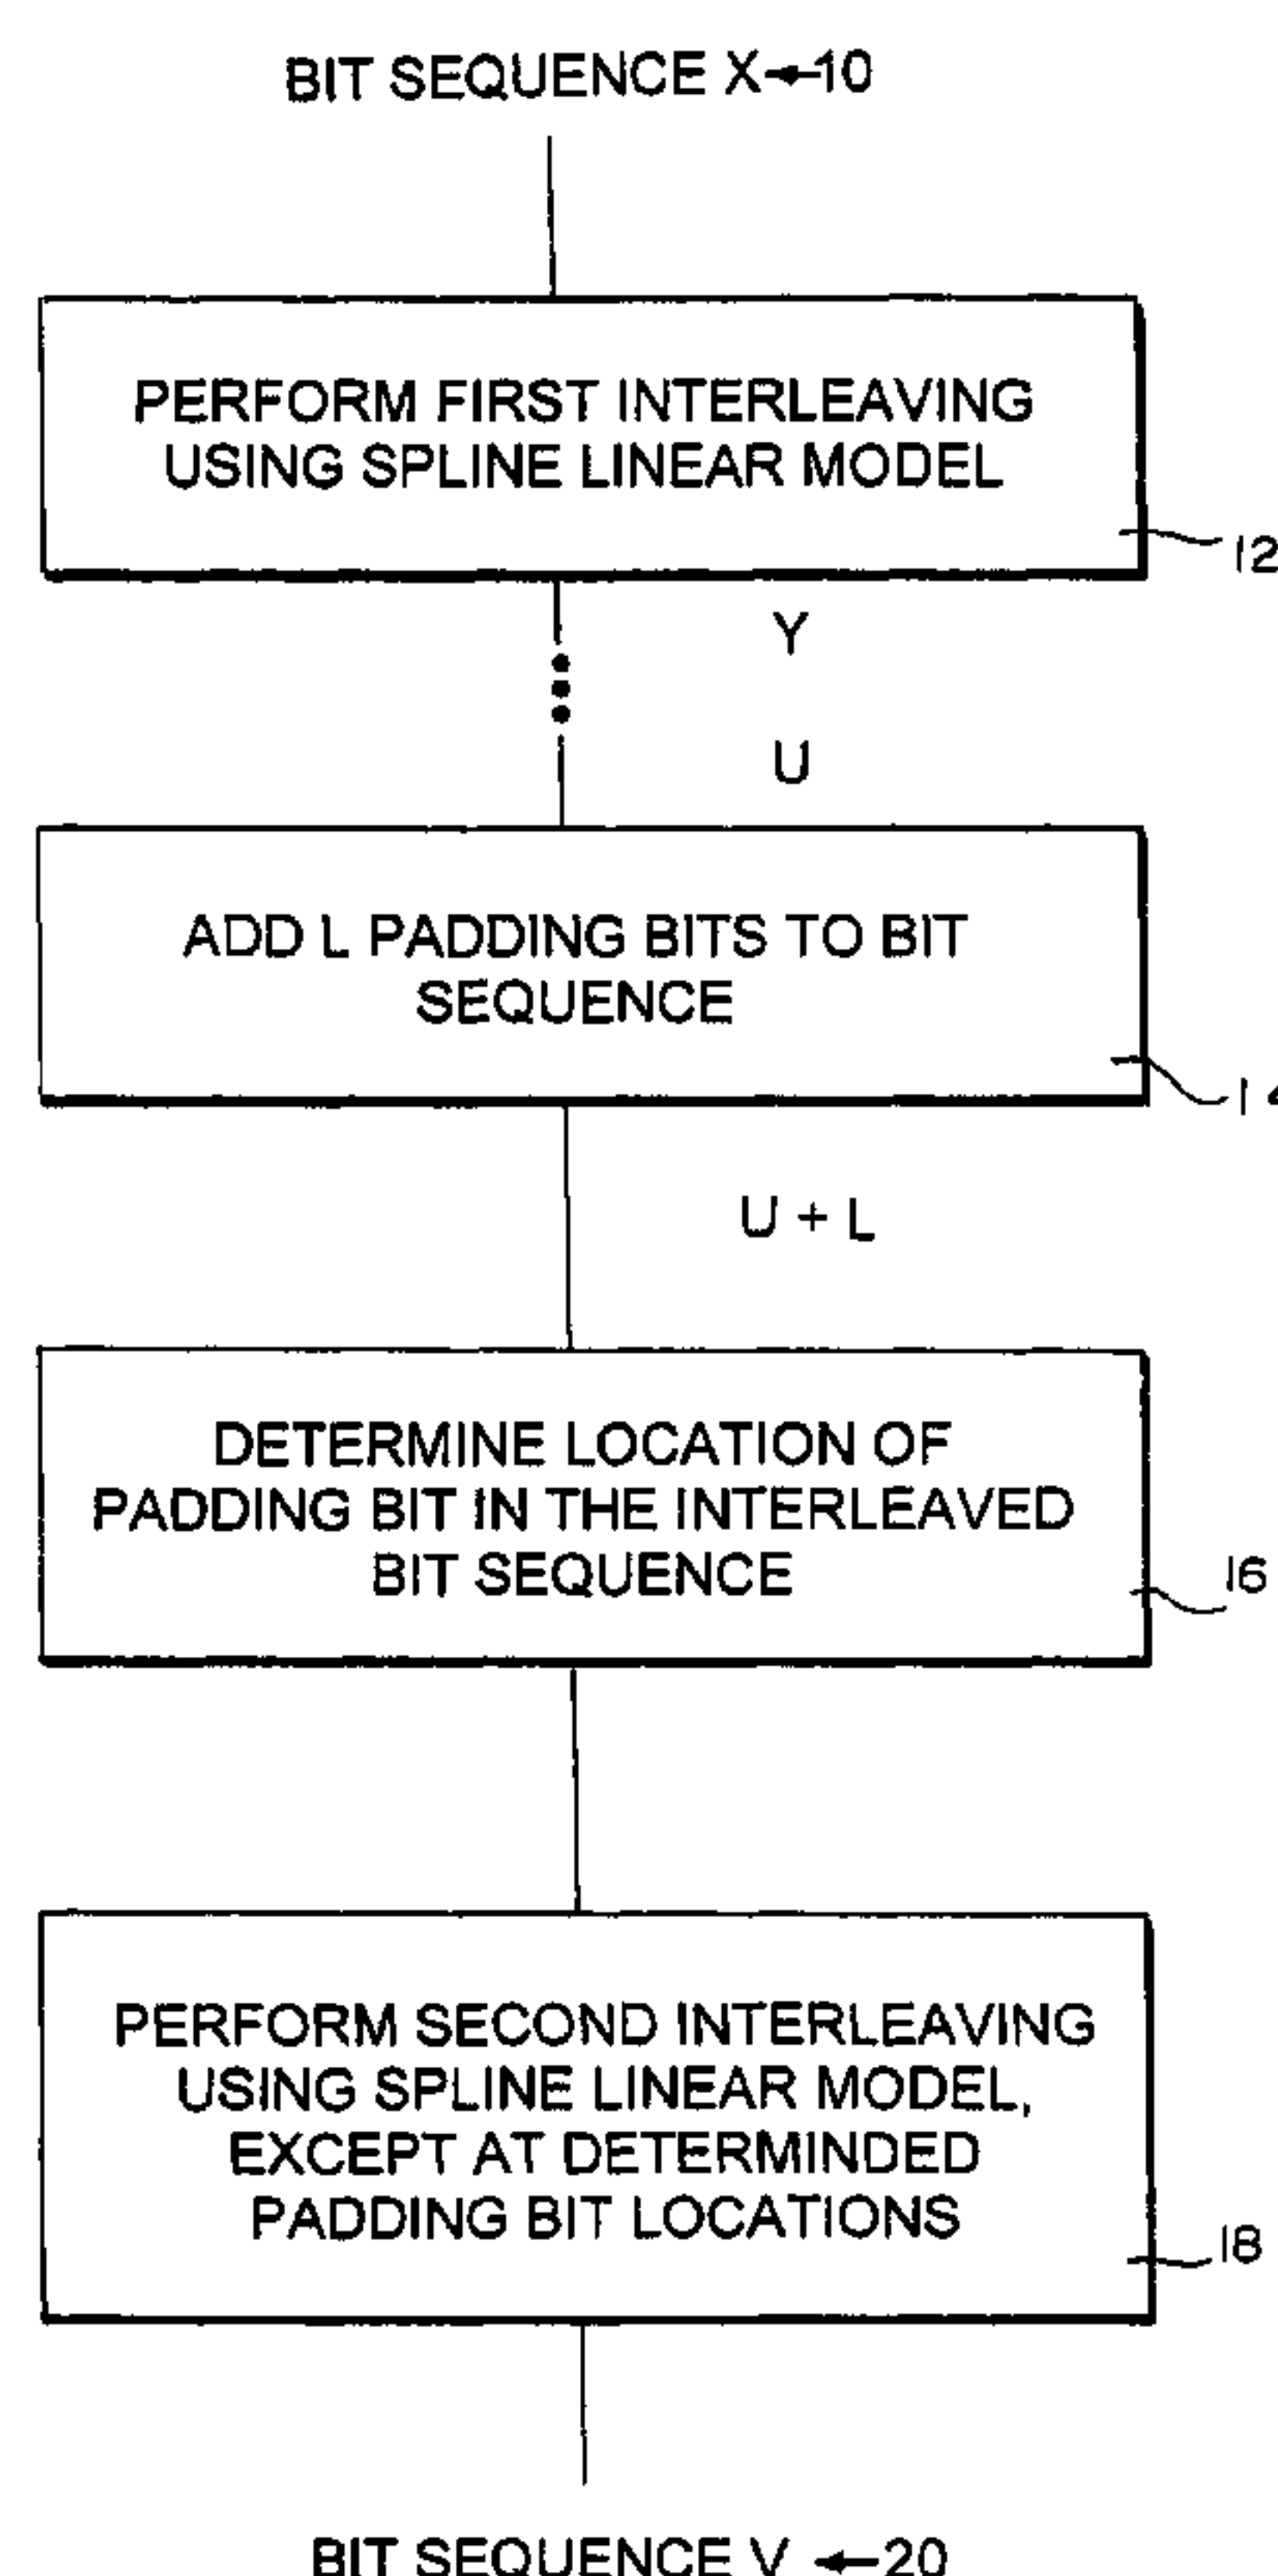 BIT SEQUENCE X 10
PERFORM FIRST INTERLEAVING
USING SPLINE LINEAR MODEL
12
Y
U
ADD L PADDING BITS TO BIT
SEQUENCE
14
U + L
DETERMINE LOCATION OF
PADDING BIT IN THE INTERLEAVED
BIT SEQUENCE
16
PERFORM SECOND INTERLEAVING
USING SPLINE LINEAR MODEL,
EXCEPT AT DETERMINDED
PADDING BIT LOCATIONS
18
BIT SEQUENCE V 20